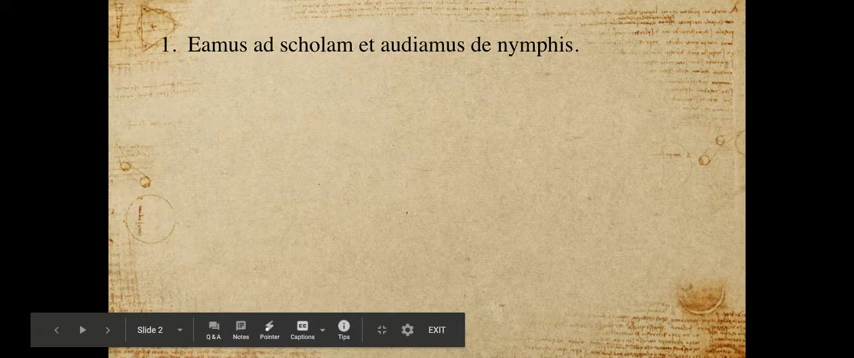 1. Eamus ad scholam et audiamus de nymphis.
Slide 2
Q & A
Notes
Pointer
CC
Captions
Tips
EXIT